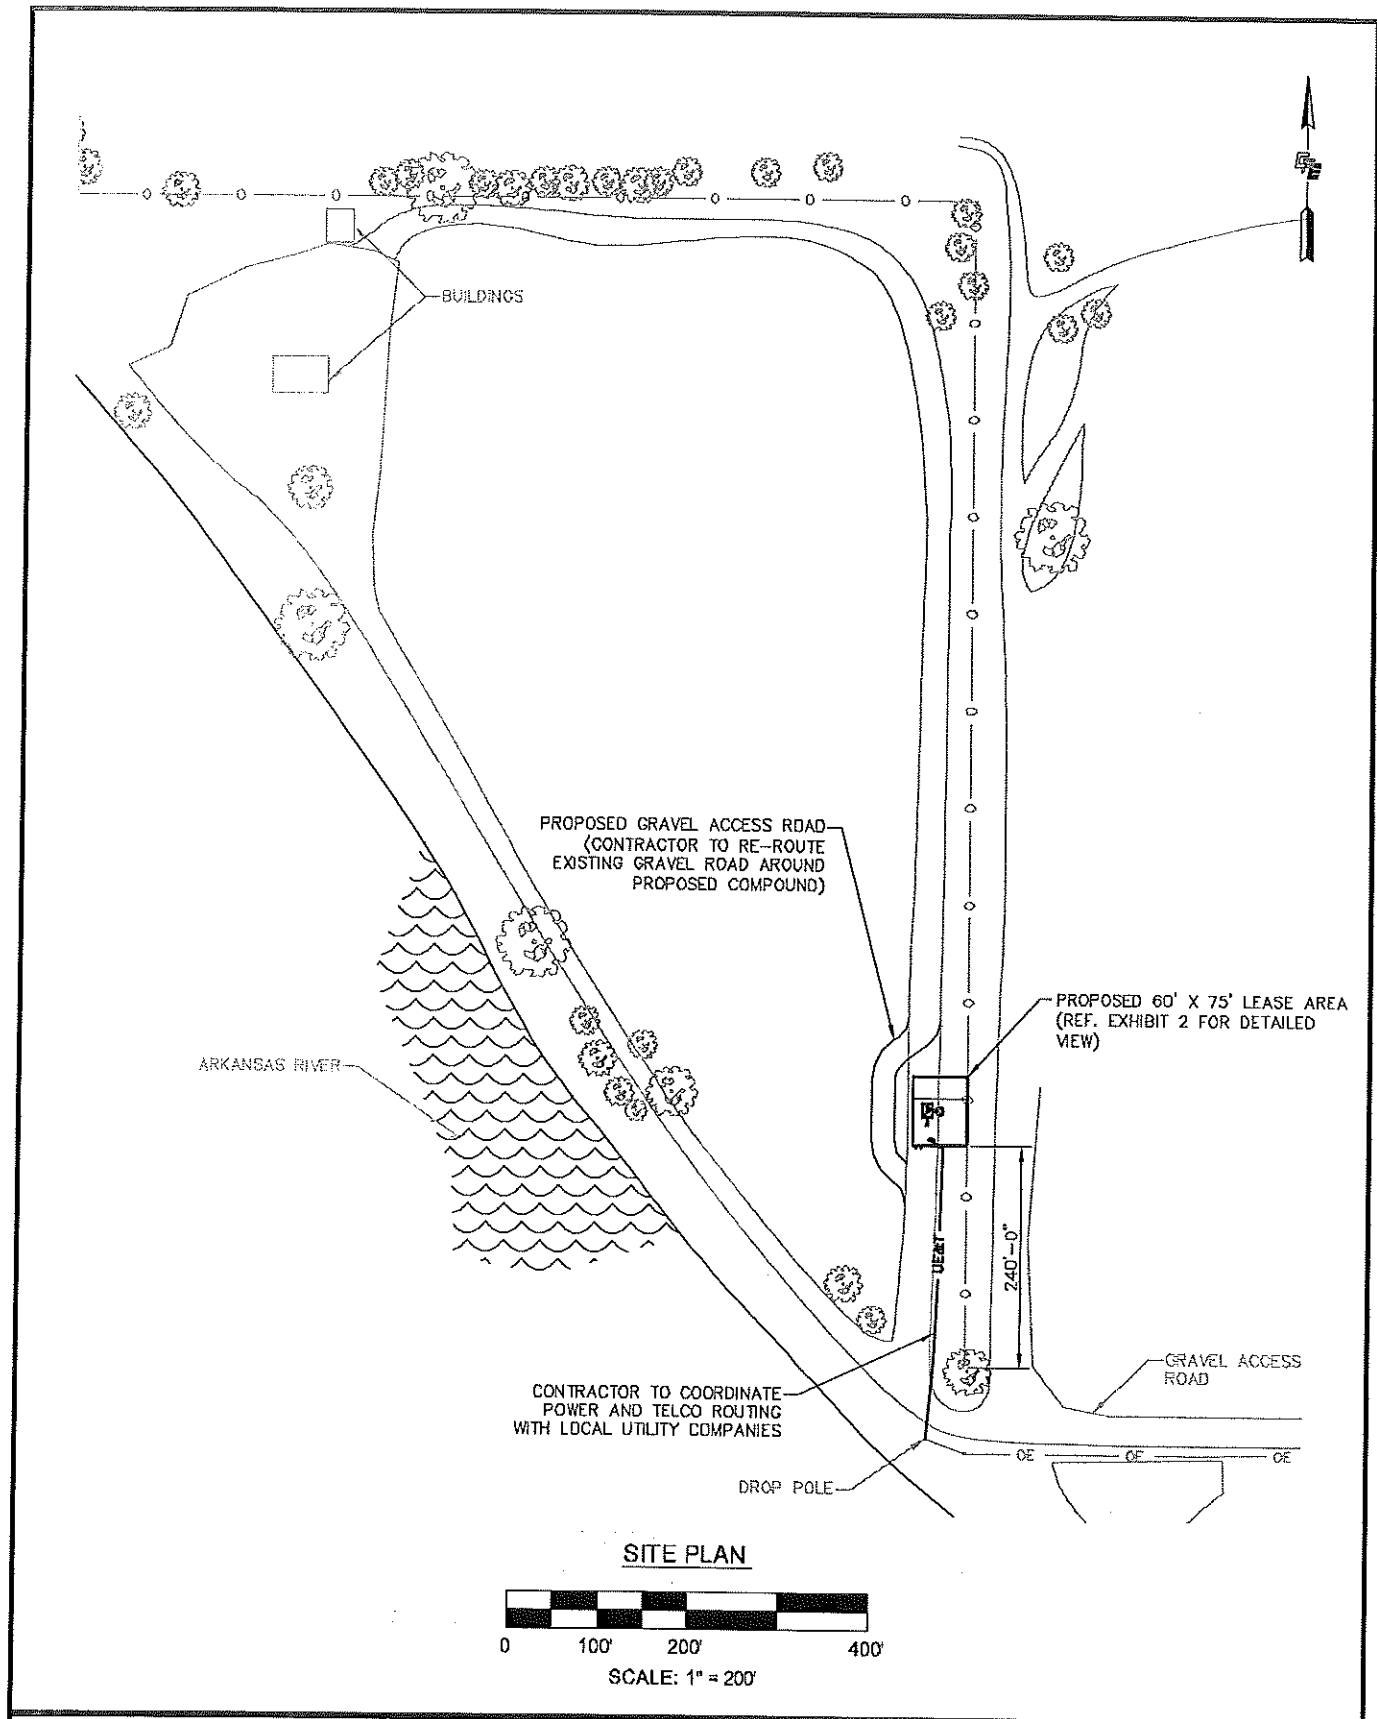 BUILDINGS
PROPOSED GRAVEL ACCESS ROAD
(CONTRACTOR TO RE-ROUTE
EXISTING GRAVEL ROAD AROUND
PROPOSED COMPOUND)
PROPOSED 60' X 75' LEASE AREA
(REF. EXHIBIT 2 FOR DETAILED
VIEW)
ARKANSAS RIVER
240'-0"
GRAVEL ACCESS
ROAD
CONTRACTOR TO COORDINATE
POWER AND TELCO ROUTING
WITH LOCAL UTILITY COMPANIES
OE OE OE
DROP POLE
SITE PLAN
0 100' 200' 400'
SCALE: 1" = 200'